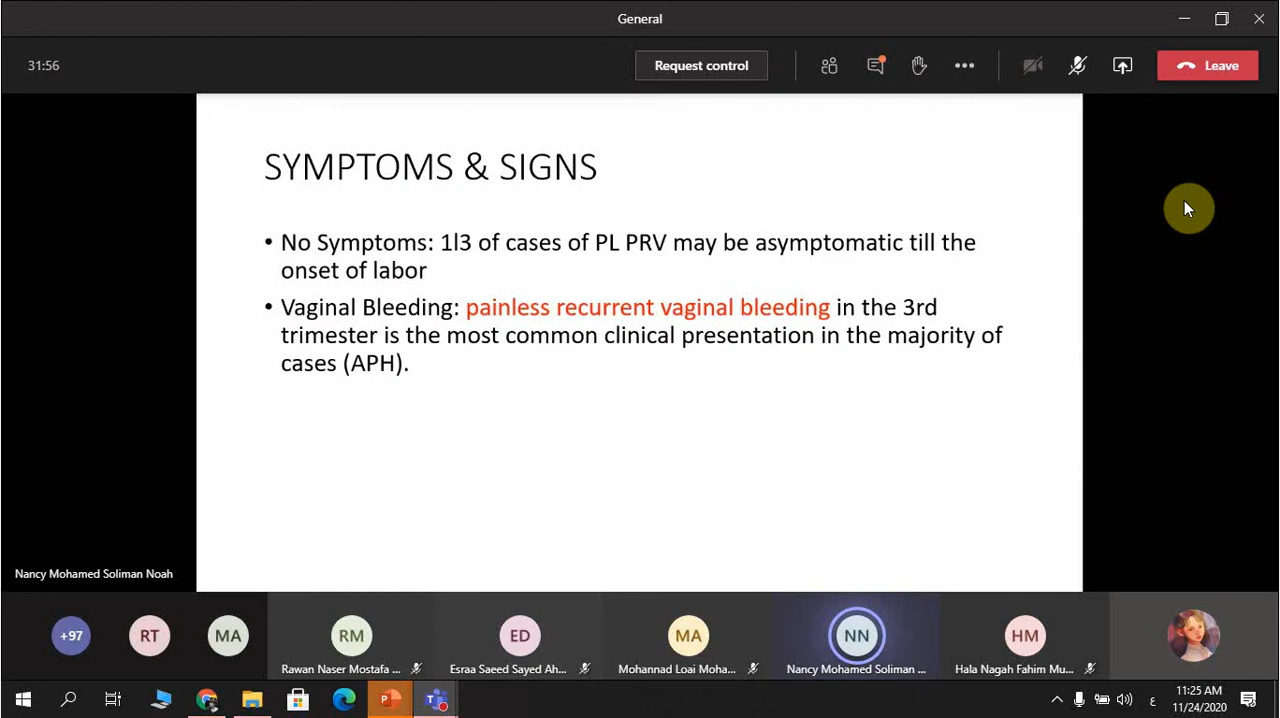 General
31:56
Request control
Leave
SYMPTOMS & SIGNS
• No Symptoms: 1l3 of cases of PL PRV may be asymptomatic till the
onset of labor
• Vaginal Bleeding: painless recurrent vaginal bleeding in the 3rd
trimester is the most common clinical presentation in the majority of
cases (APH).
Nancy Mohamed Soliman Noah
+97
RT
MA
RM
ED
MA
NN
HM
Rawan Naser Mostafa ...
Esraa Saeed Sayed Ah...
Mohannad Loai Moha...
Nancy Mohamed Soliman ...
Hala Nagah Fahim Mu...
ع
11:25 AM
11/24/2020